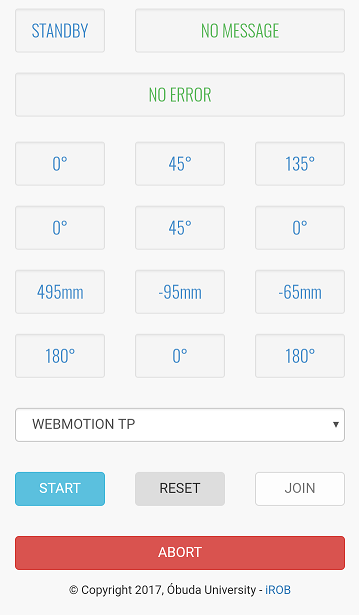 STANDBY NO MESSAGE
NO ERROR
0° 45° 135°
0° 45° 0°
495mm -95mm -65mm
180° 0° 180°
WEBMOTION TP
START RESET JOIN
ABORT
© Copyright 2017, Óbuda University - iROB